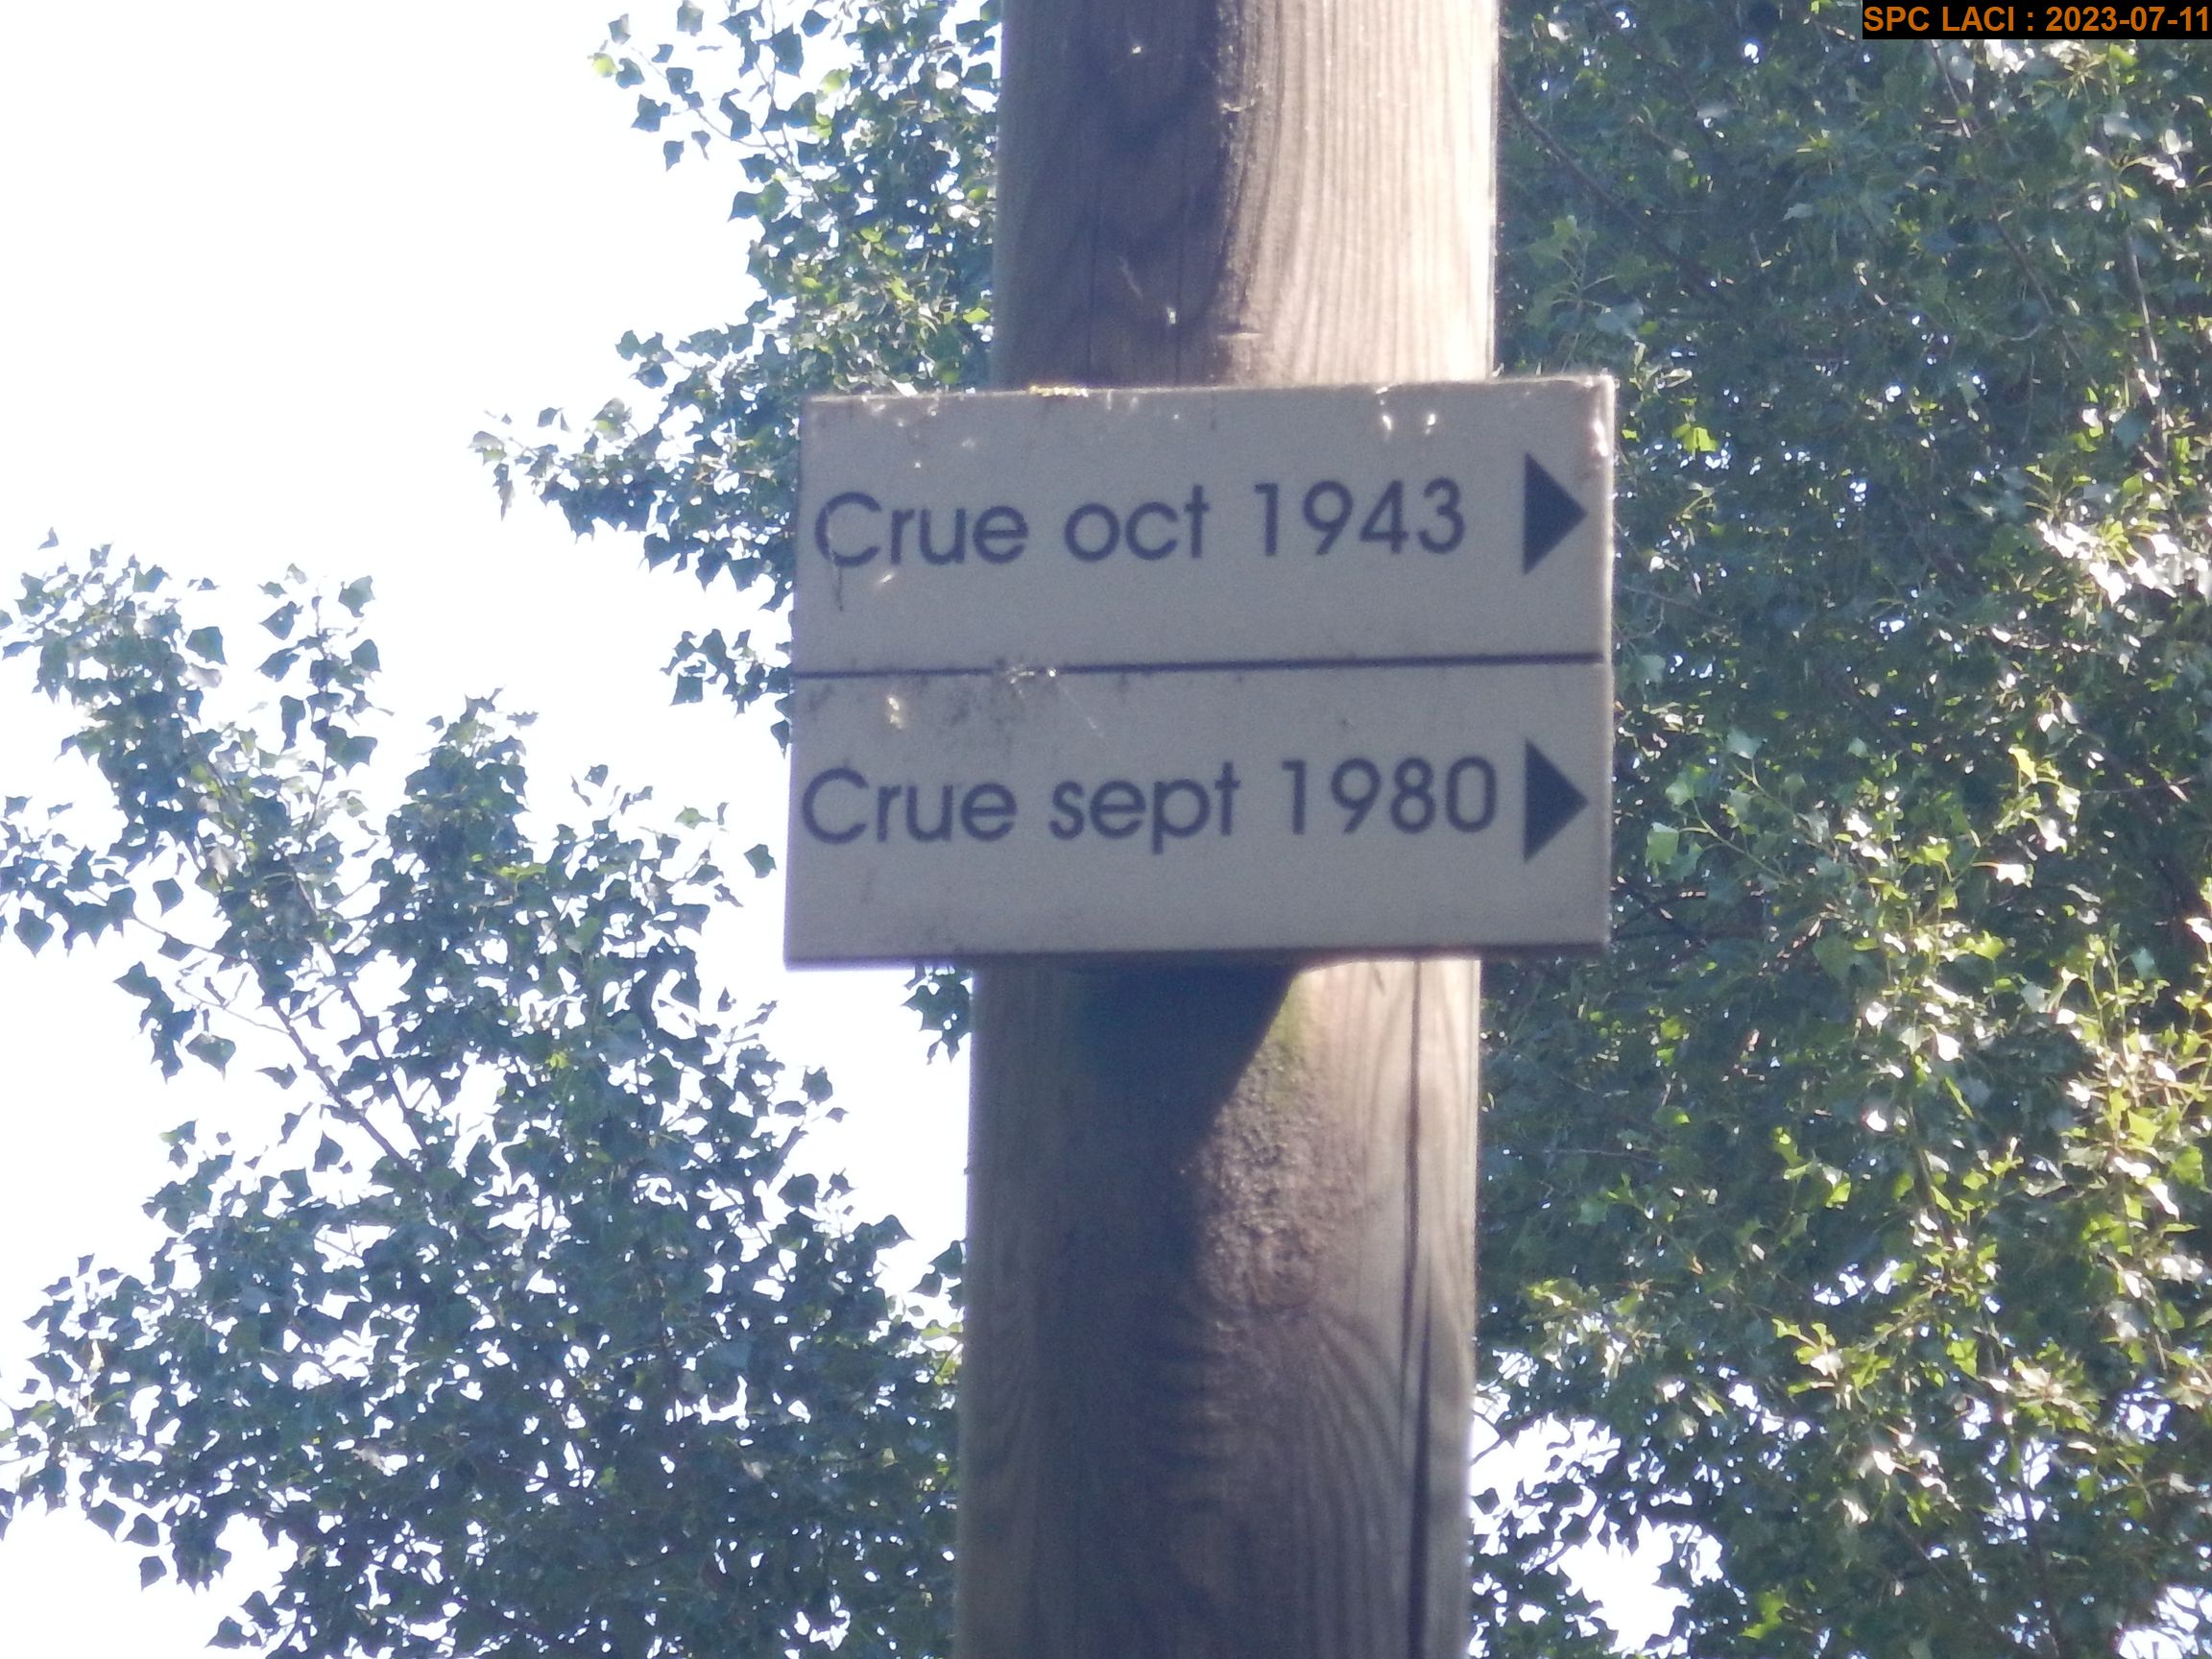 SPC LACI : 2023-07-11
Crue oct 1943
Crue sept 1980